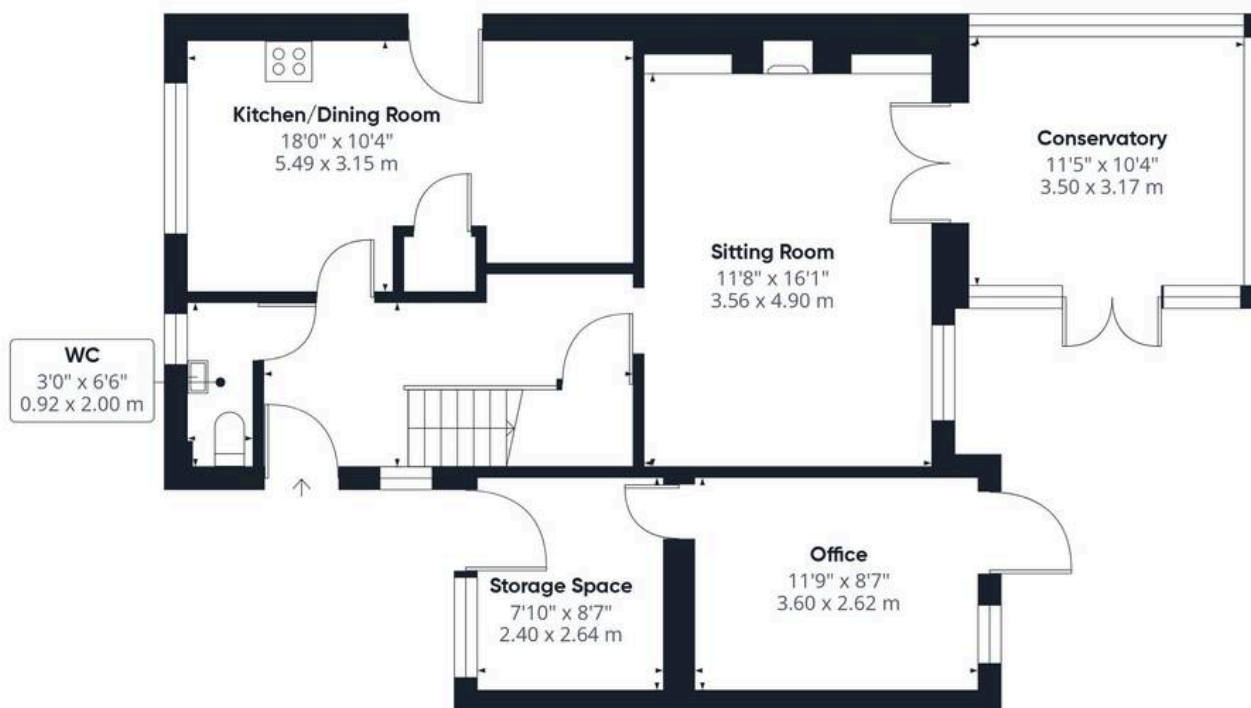 Kitchen/Dining Room
18'0" x 10'4"
5.49 x 3.15 m
Conservatory
11'5" x 10'4"
3.50 x 3.17 m
Sitting Room
11'8" x 16'1"
3.56 x 4.90 m
WC
3'0" x 6'6"
0.92 x 2.00 m
Storage Space
7'10" x 8'7"
2.40 x 2.64 m
Office
11'9" x 8'7"
3.60 x 2.62 m